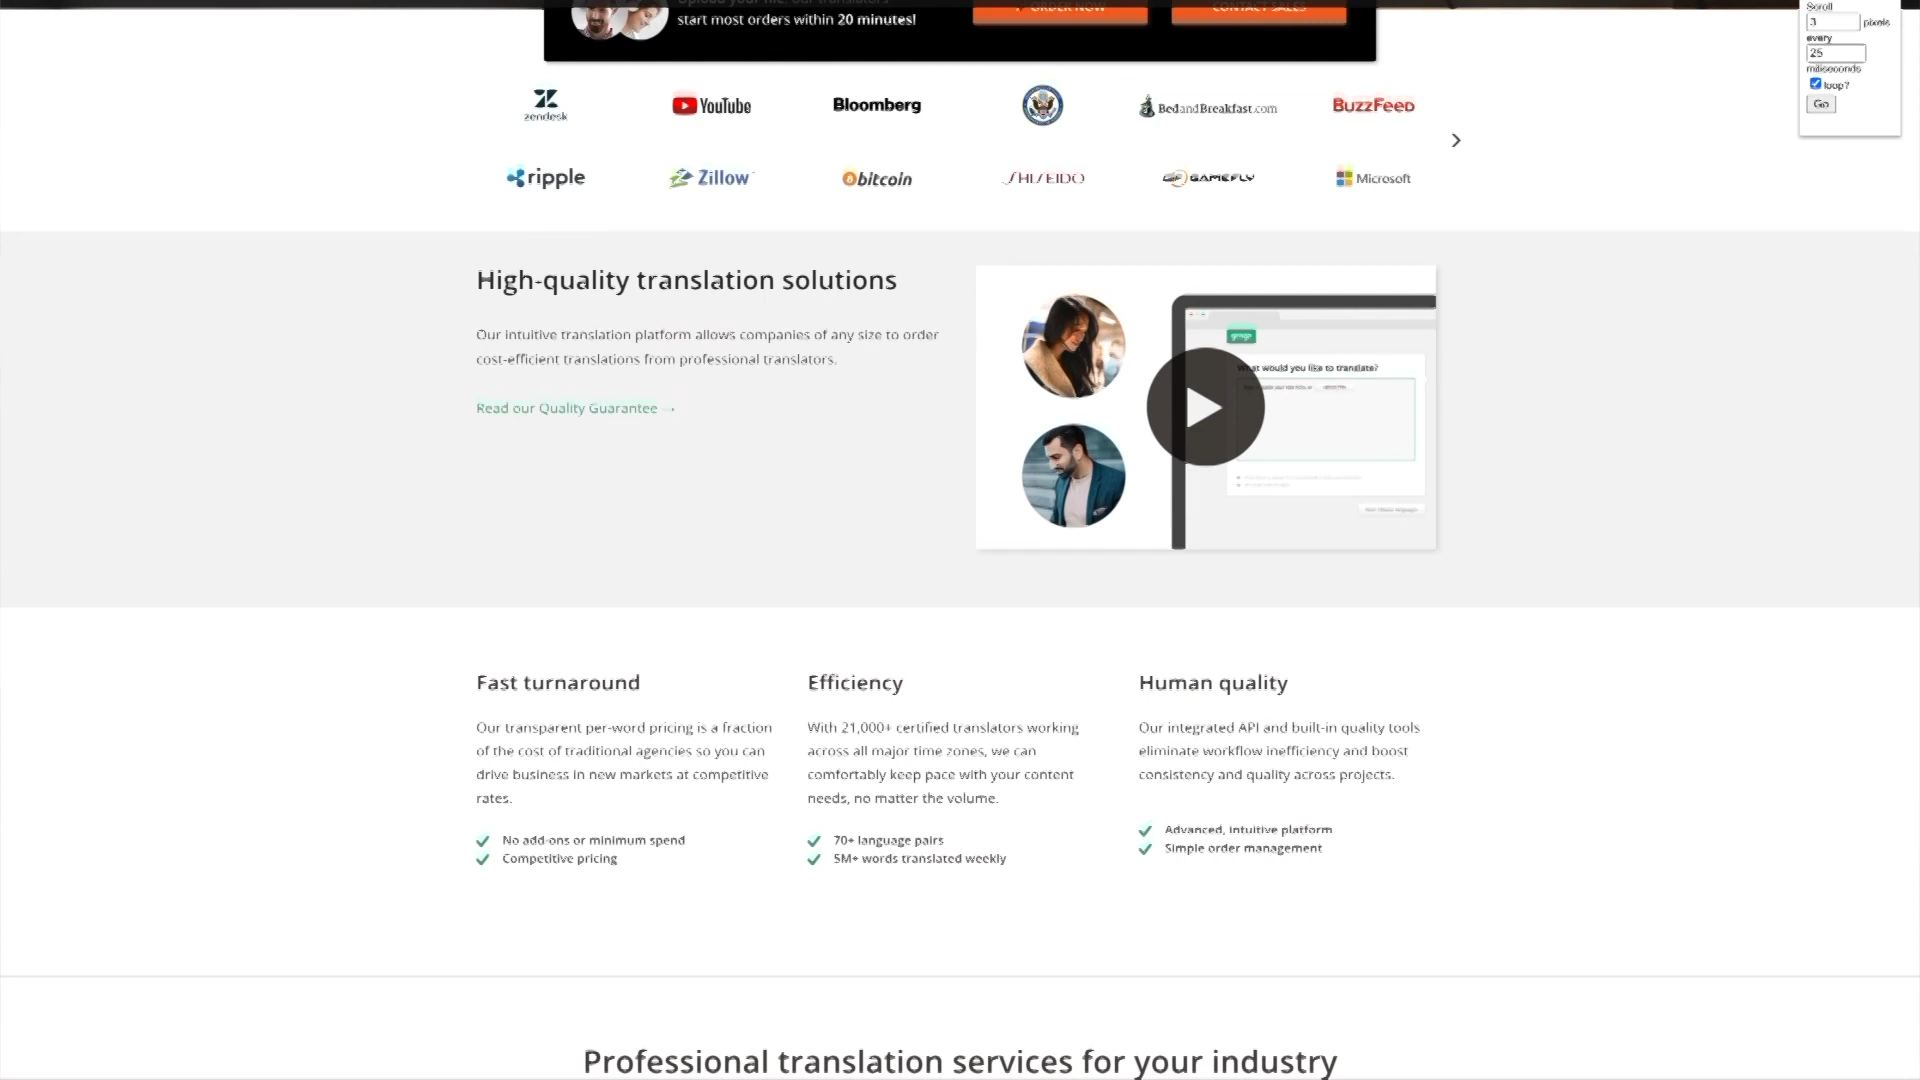 start most orders within 20 minutes!
ORDER NOW
CONTACT SALES
Scroll
3 pixels
every
25
miliseconds
loop?
Go
zendesk
YouTube
Bloomberg
BedandBreakfast.com
BuzzFeed
ripple
Zillow
bitcoin
SHISEIDO
GAMEFLY
Microsoft
High-quality translation solutions
Our intuitive translation platform allows companies of any size to order
cost-efficient translations from professional translators.
Read our Quality Guarantee →
gengo
What would you like to translate?
Fast turnaround
Our transparent per-word pricing is a fraction
of the cost of traditional agencies so you can
drive business in new markets at competitive
rates.
No add-ons or minimum spend
Competitive pricing
Efficiency
With 21,000+ certified translators working
across all major time zones, we can
comfortably keep pace with your content
needs, no matter the volume.
70+ language pairs
5M+ words translated weekly
Human quality
Our integrated API and built-in quality tools
eliminate workflow inefficiency and boost
consistency and quality across projects.
Advanced, intuitive platform
Simple order management
Professional translation services for your industry